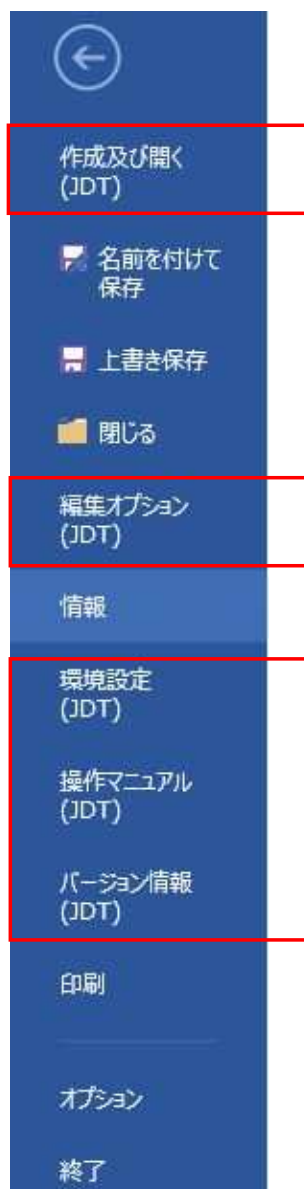 作成及び開く
(JDT)
名前を付けて
保存
上書き保存
閉じる
編集オプション
(JDT)
情報
環境設定
(JDT)
操作マニュアル
(JDT)
バージョン情報
(JDT)
印刷
オプション
終了